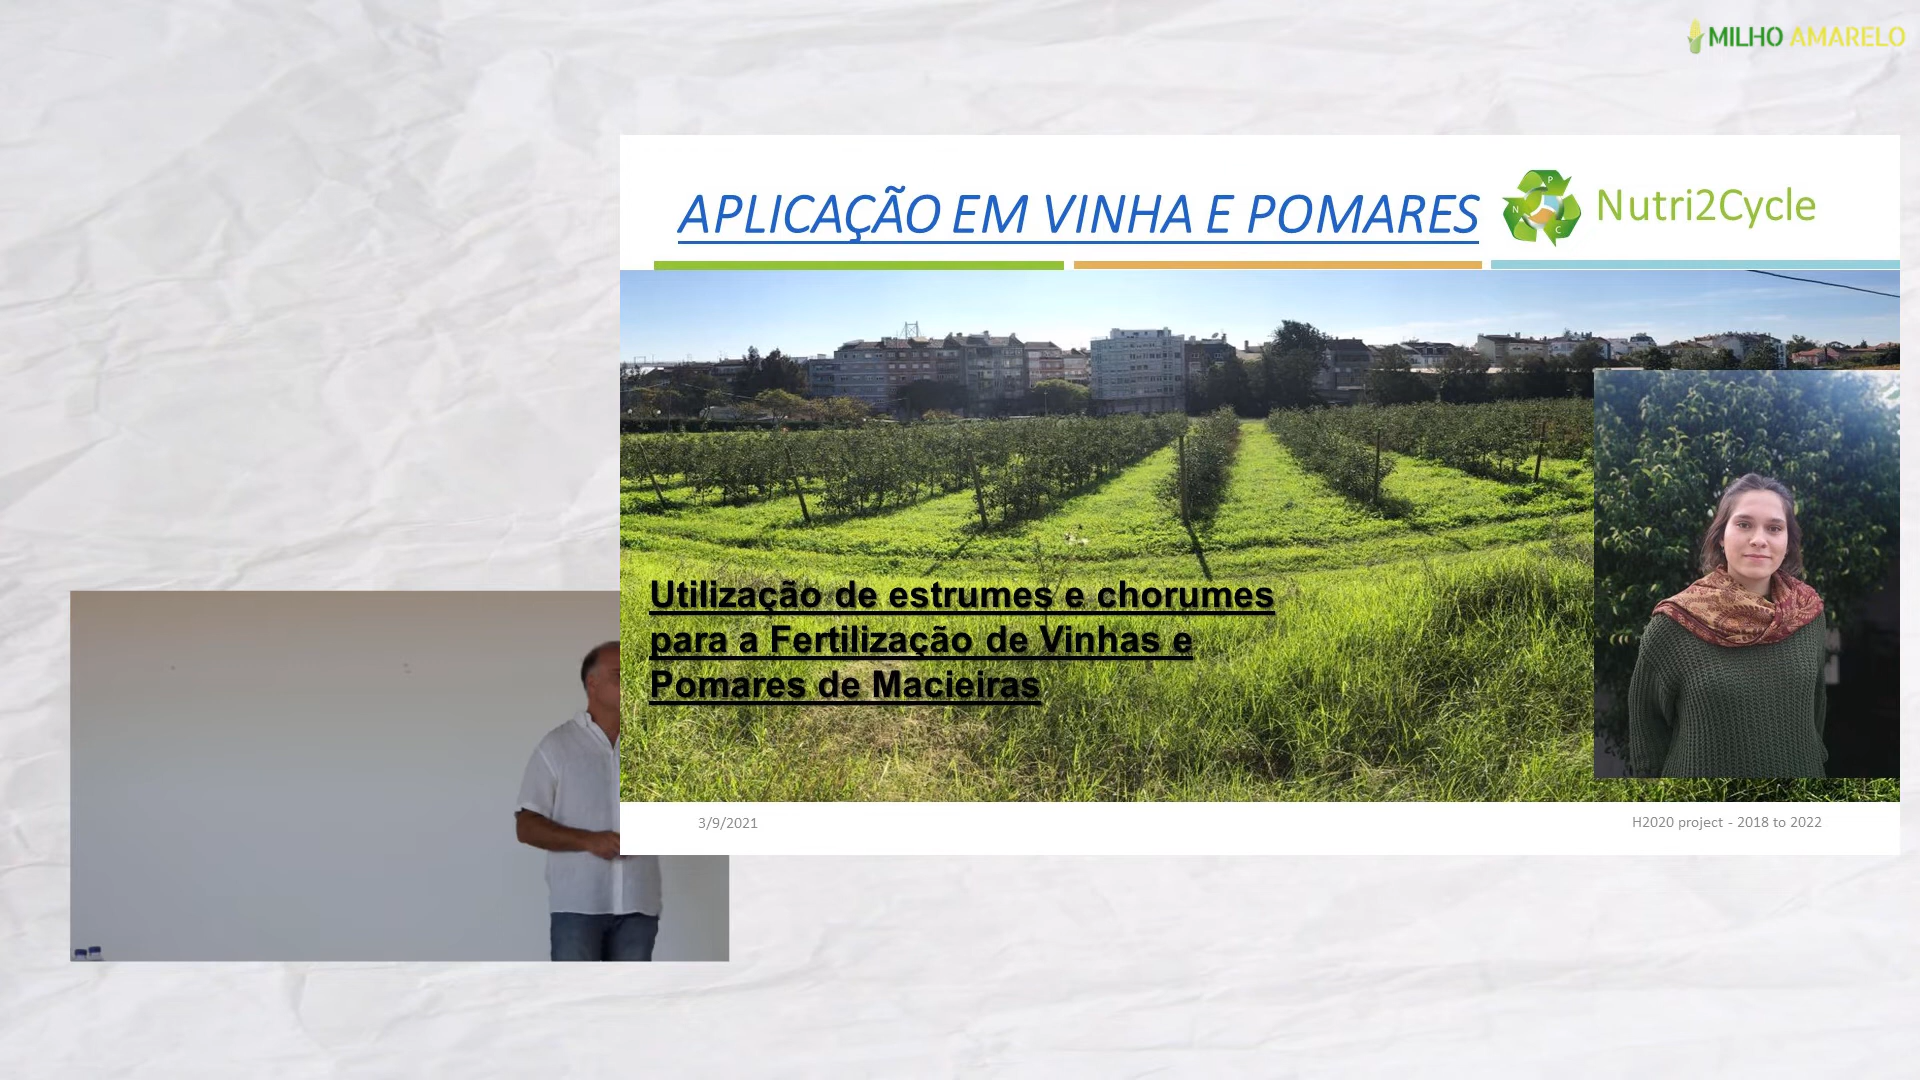 MILHO AMARELO
APLICAÇÃO EM VINHA E POMARES
P
N
C
Nutri2Cycle
Utilização de estrumes e chorumes
para a Fertilização de Vinhas e
Pomares de Macieiras
3/9/2021
H2020 project - 2018 to 2022